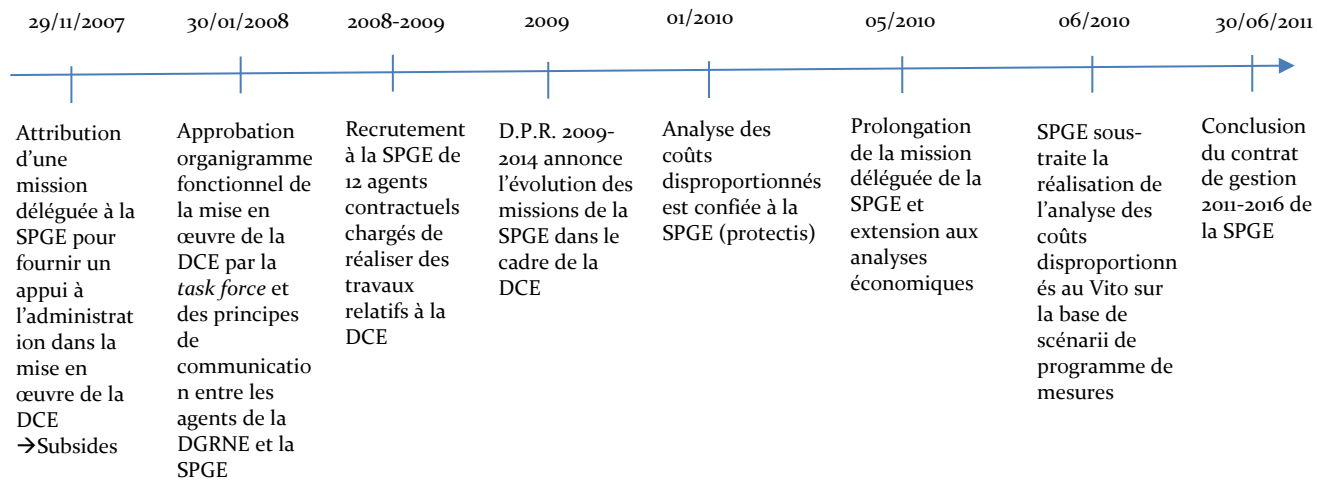 29/11/2007
30/01/2008
2008-2009
2009
01/2010
05/2010
06/2010
30/06/2011
Attribution
d'une
mission
déléguée à la
SPGE pour
fournir un
appui à
l'administrat
ion dans la
mise en
œuvre de la
DCE
→Subsides
Approbation
organigramme
fonctionnel de
la mise en
œuvre de la
DCE par la
task force et
des principes
de
communicatio
n entre les
agents de la
DGRNE et la
SPGE
Recrutement
à la SPGE de
12 agents
contractuels
chargés de
réaliser des
travaux
relatifs à la
DCE
D.P.R. 2009-
2014 annonce
l'évolution des
missions de la
SPGE dans le
cadre de la
DCE
Analyse des
coûts
disproportionnés
est confiée à la
SPGE (protectis)
Prolongation
de la mission
déléguée de la
SPGE et
extension aux
analyses
économiques
SPGE sous-
traite la
réalisation de
l'analyse des
coûts
disproportionn
és au Vito sur
la base de
scénarii de
programme de
mesures
Conclusion
du contrat
de gestion
2011-2016 de
la SPGE